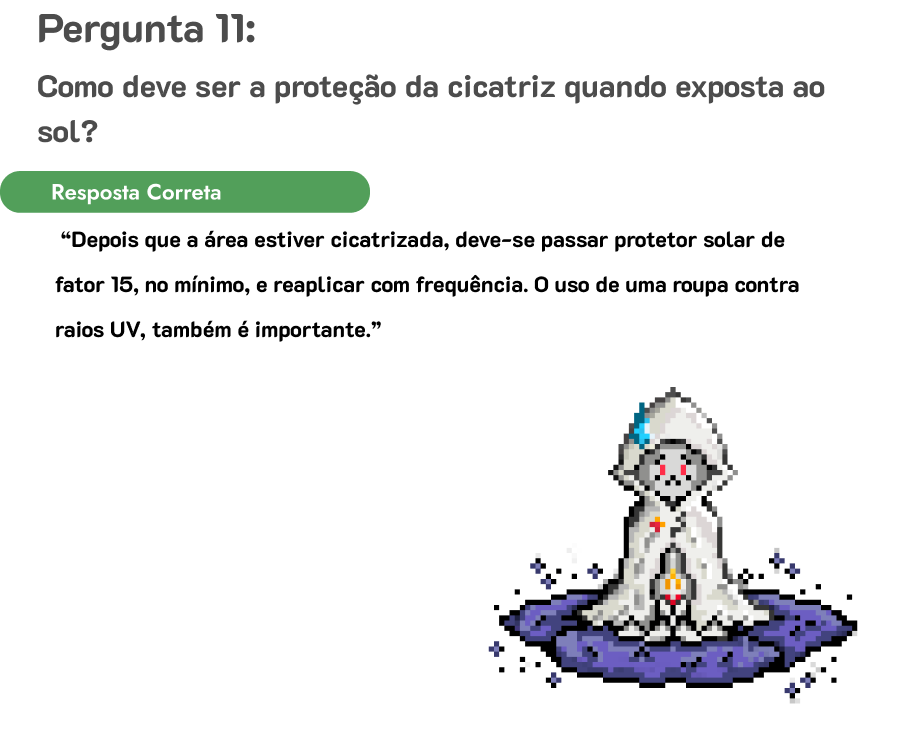 Pergunta 11:
Como deve ser a proteção da cicatriz quando exposta ao
sol?
Resposta Correta
“Depois que a área estiver cicatrizada, deve-se passar protetor solar de
fator 15, no mínimo, e reaplicar com frequência. O uso de uma roupa contra
raios UV, também é importante.”